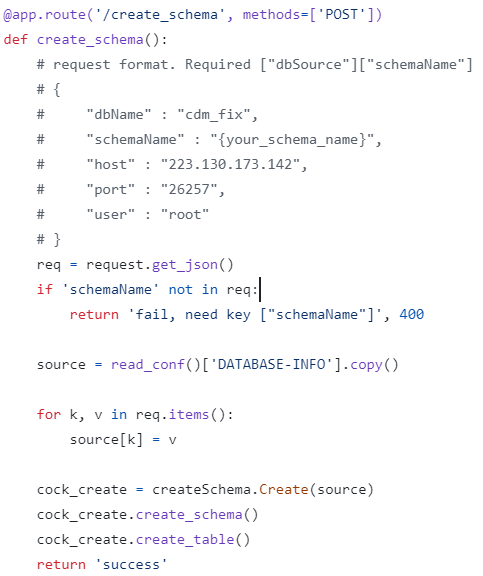 @app.route('/create_schema', methods=['POST'])
def create_schema():
    # request format. Required ["dbSource"]["schemaName"]
    # {
    #     "dbName" : "cdm_fix",
    #     "schemaName" : "{your_schema_name}",
    #     "host" : "223.130.173.142",
    #     "port" : "26257",
    #     "user" : "root"
    # }
    req = request.get_json()
    if 'schemaName' not in req:
        return 'fail, need key ["schemaName"]', 400

    source = read_conf()['DATABASE-INFO'].copy()

    for k, v in req.items():
        source[k] = v

    cock_create = createSchema.Create(source)
    cock_create.create_schema()
    cock_create.create_table()
    return 'success'